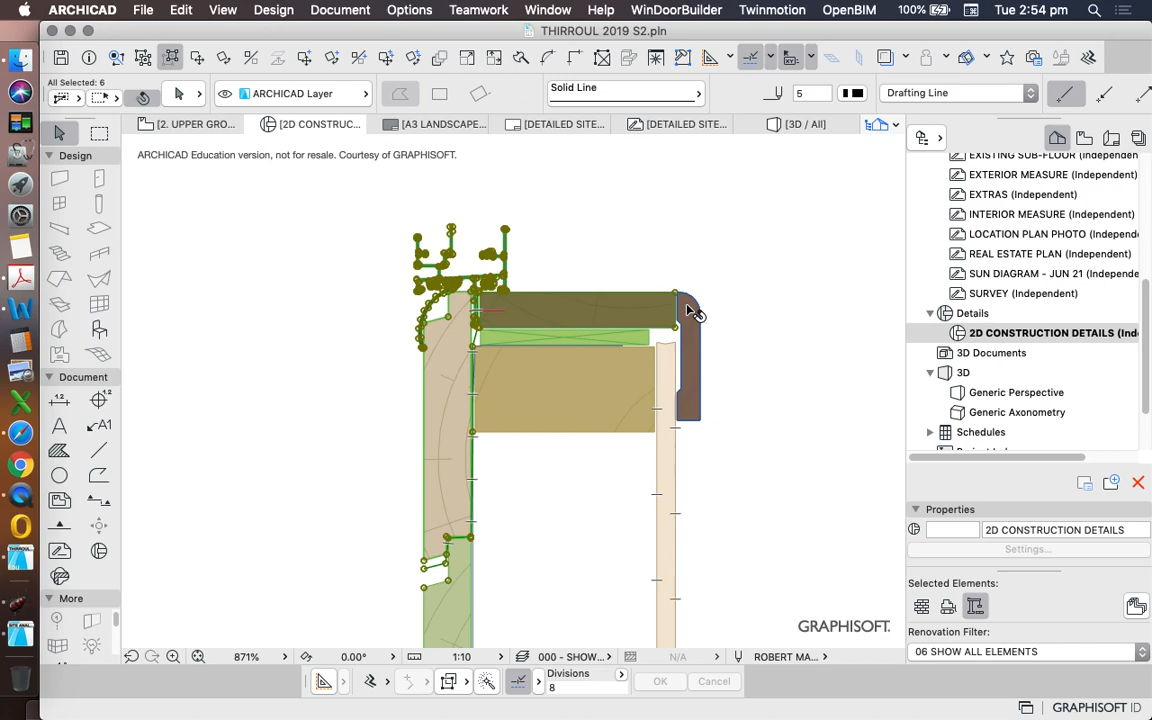 ARCHICAD File Edit View Design Document Options Teamwork Window Help WinDoorBuilder Twinmotion OpenBIM 100% Tue 2:54 pm
THIRROUL 2019 S2.pln
All Selected: 6
ARCHICAD Layer
Solid Line
5
Drafting Line
[2. UPPER GRO...
[2D CONSTRUC...
[A3 LANDSCAPE...
[DETAILED SITE...
[DETAILED SITE...
[3D / All]
ARCHICAD Education version, not for resale. Courtesy of GRAPHISOFT.
Design
Document
More
EXISTING SUB-FLOOR (Independen
EXTERIOR MEASURE (Independent)
EXTRAS (Independent)
INTERIOR MEASURE (Independent)
LOCATION PLAN PHOTO (Independe
REAL ESTATE PLAN (Independent)
SUN DIAGRAM - JUN 21 (Independe
SURVEY (Independent)
Details
2D CONSTRUCTION DETAILS (Ind
3D Documents
3D
Generic Perspective
Generic Axonometry
Schedules
Properties
2D CONSTRUCTION DETAILS
Settings...
Selected Elements:
Renovation Filter:
06 SHOW ALL ELEMENTS
GRAPHISOFT.
871%
0.00°
1:10
000 - SHOW...
N/A
ROBERT MA...
Divisions
8
OK
Cancel
GRAPHISOFT ID